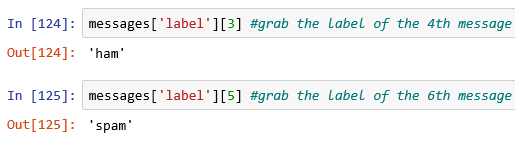 In [124]: messages['label'][3] #grab the label of the 4th message
Out[124]: 'ham'
In [125]: messages['label'][5] #grab the label of the 6th message
Out[125]: 'spam'